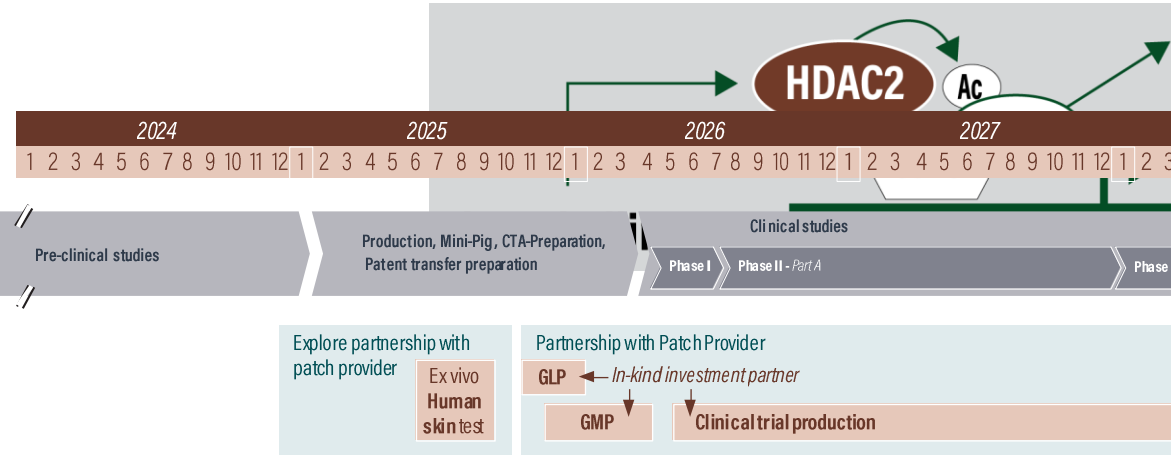 HDAC2
Ac
2024 2025 2026 2027
1 2 3 4 5 6 7 8 9 10 11 12 1 2 3 4 5 6 7 8 9 10 11 12 1 2 3 4 5 6 7 8 9 10 11 12 1 2 3 4 5 6 7 8 9 10 11 12 1 2 3
Pre-clinical studies
Production, Mini-Pig, CTA-Preparation,
Patent transfer preparation
Clinical studies
Phase I
Phase II - Part A
Phase
Explore partnership with
patch provider
Ex vivo
Human
skin test
Partnership with Patch Provider
GLP
In-kind investment partner
GMP
Clinical trial production